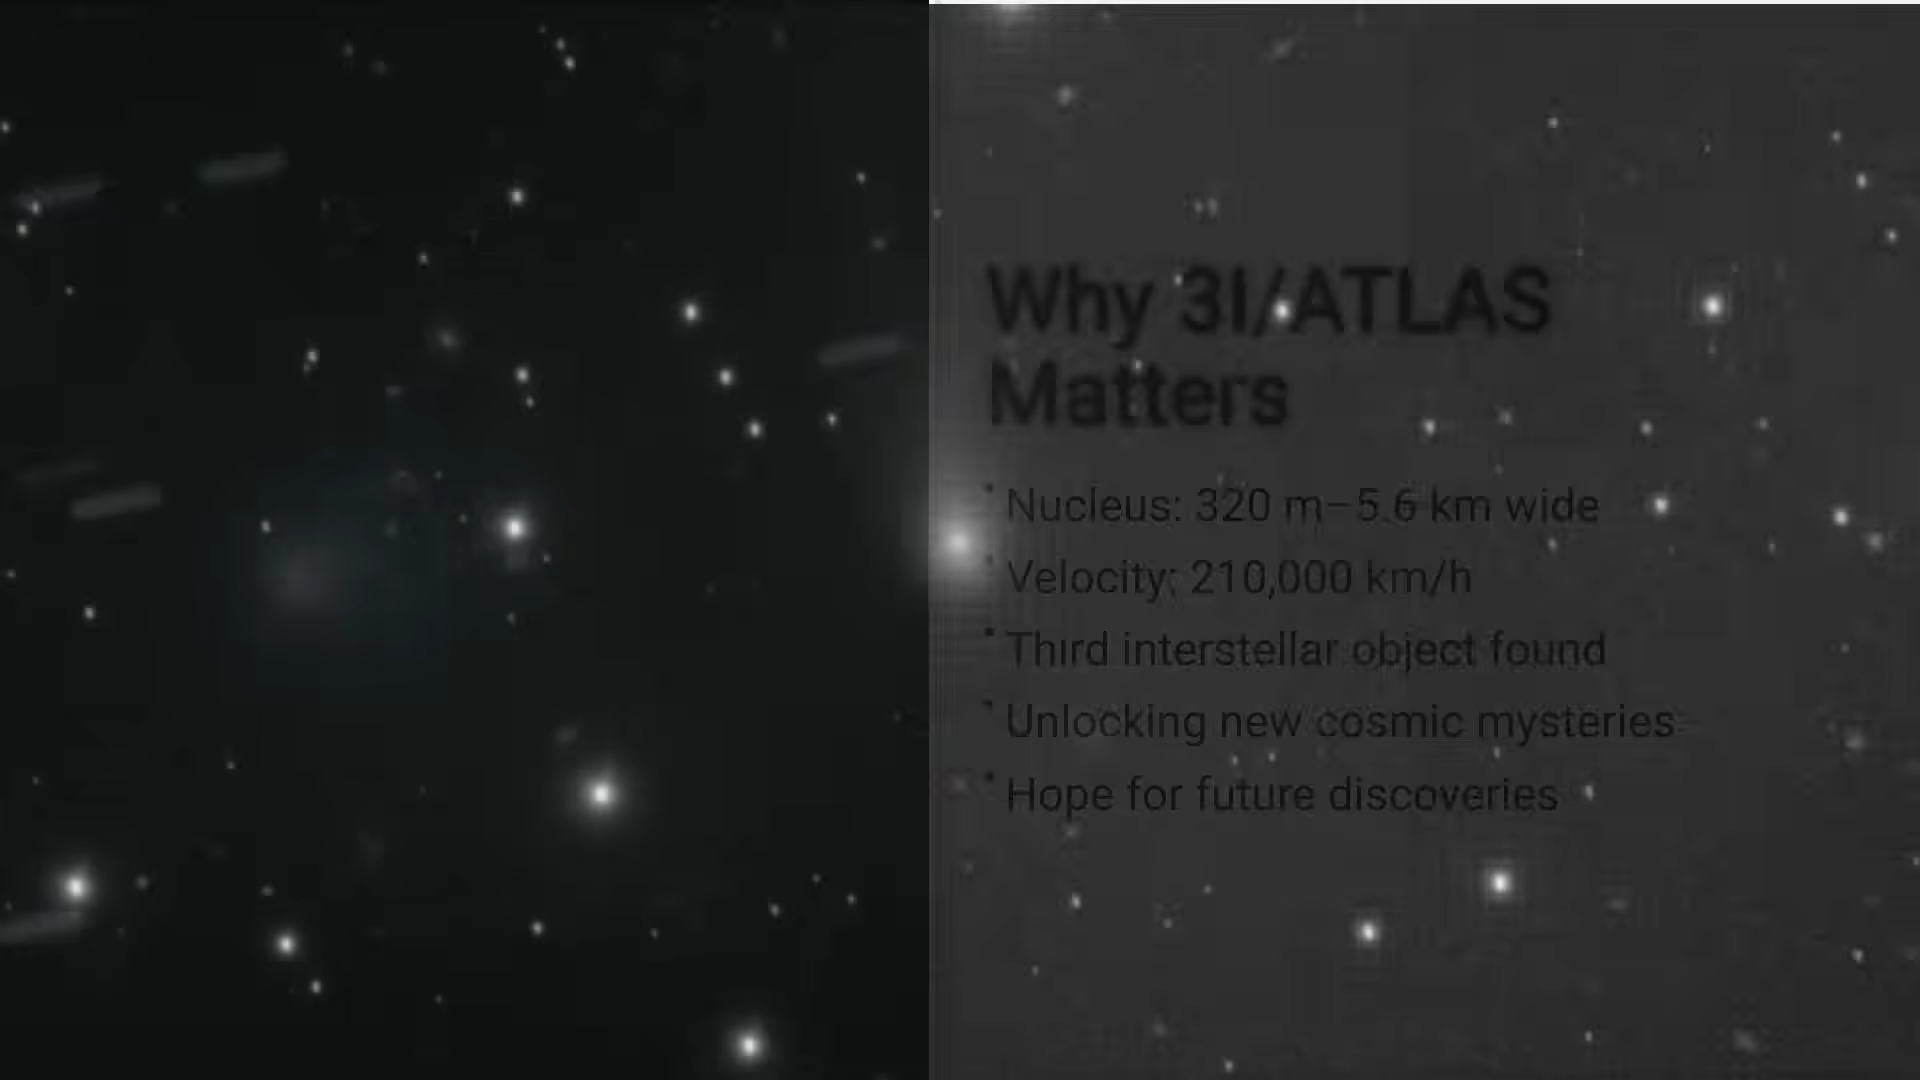 Why 3I/ATLAS
Matters
Nucleus: 320 m–5.6 km wide
Velocity: 210,000 km/h
Third interstellar object found
Unlocking new cosmic mysteries
Hope for future discoveries